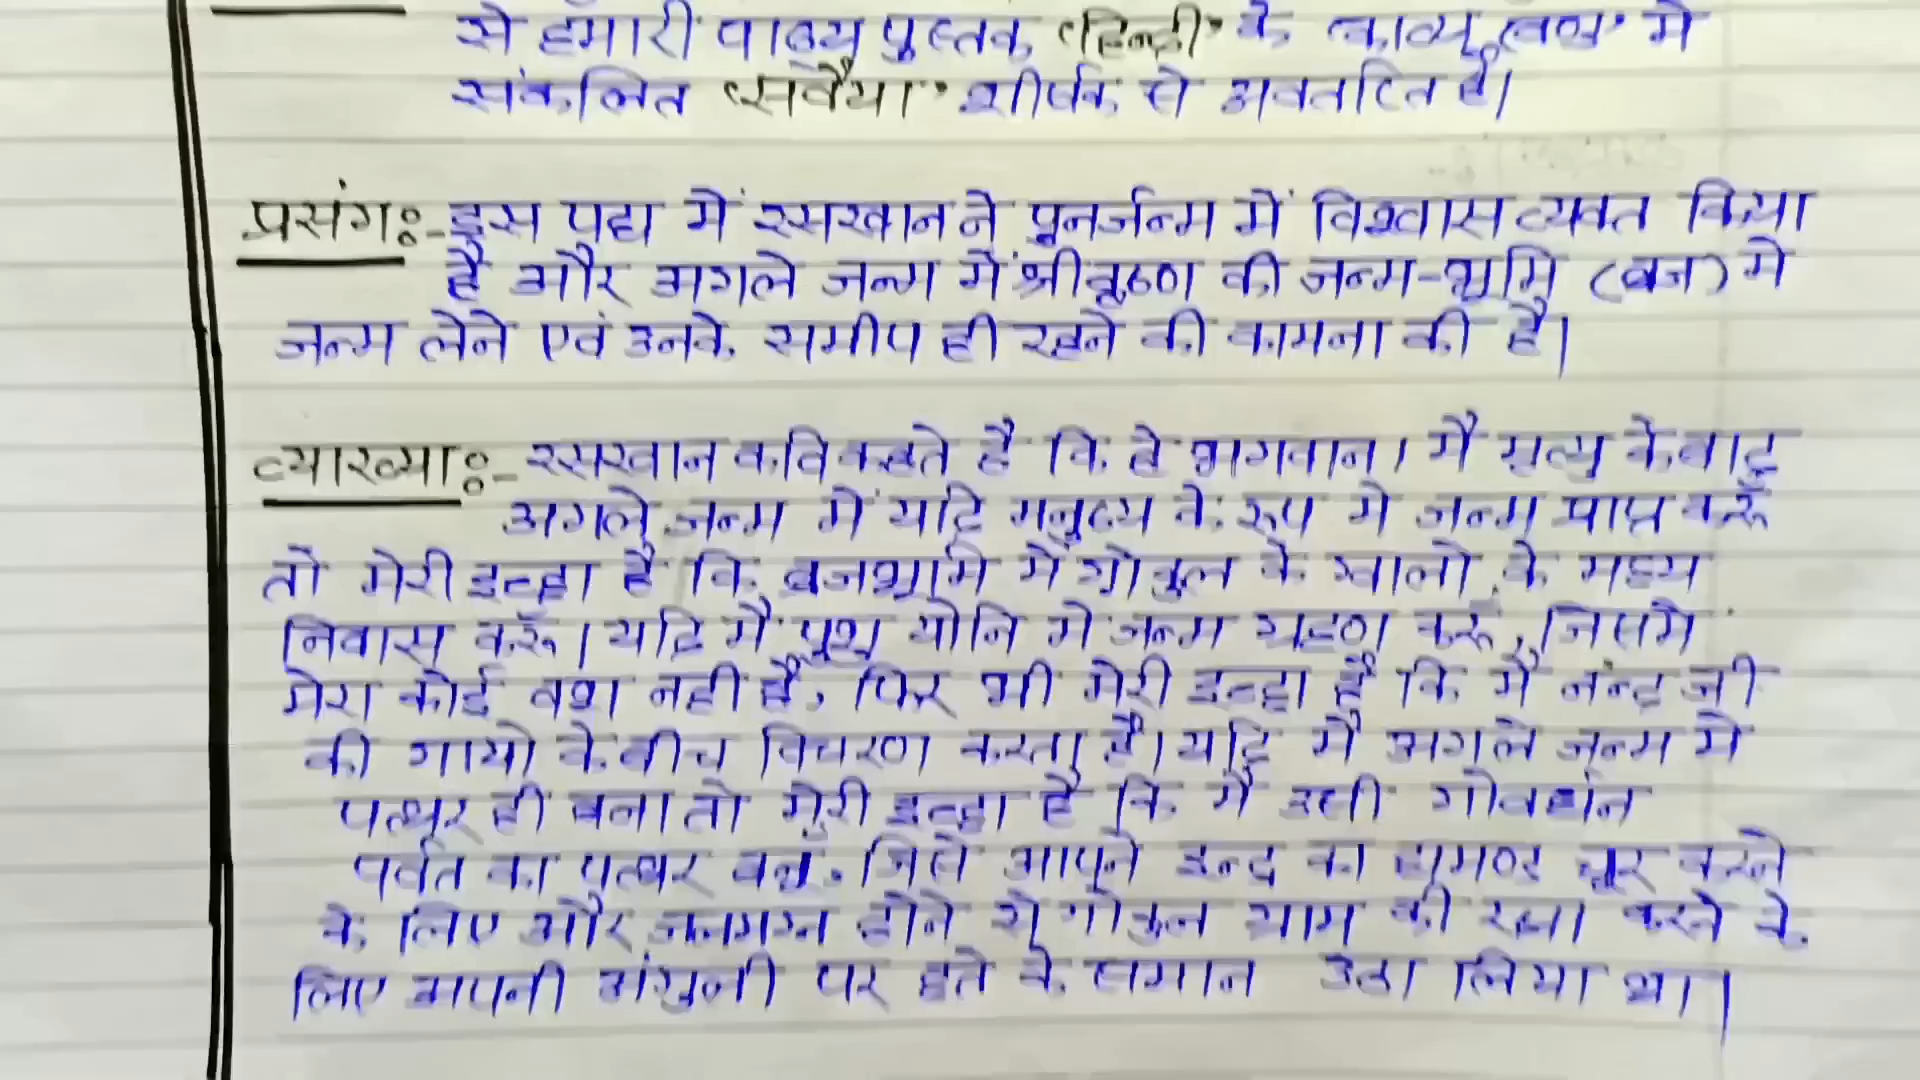 से हमारी पाठ्य पुस्तक 'हिन्दी' के काव्य खण्ड' में
संकलित 'सवैया' शीर्षक से अवतरित है।
प्रसंग:- इस पद्य में रसखान ने पुनर्जन्म में विश्वास व्यक्त किया
है और अगले जन्म में श्रीकृष्ण की जन्म-भूमि (ब्रज) में
जन्म लेने एवं उनके समीप ही रहने की कामना की है।
व्याख्या:- रसखान कवि कहते है कि हे भगवान। मै मृत्यु के बाद
अगले जन्म में यदि मनुष्य के रूप मे जन्म प्राप्त करूँ
तो मेरी इच्छा है कि ब्रजभूमि में गोकुल के ग्वालो के मध्य
निवास करूँ। यदि मै पशु योनि मे जन्म ग्रहण करू, जिसमे
मेरा कोई वश नही है, फिर भी मेरी इच्छा है कि मै नंन्द जी
की गायो के बीच विचरण करता है। यदि मै अगले जन्म मे
पत्थर ही बना तो मेरी इच्छा है कि मै उसी गोवर्धन
पर्वत का पत्थर बनूं, जिसे आपने इन्द्र का घमण्ड चूर करने
के लिए और जलमग्न होने से गोकुल ग्राम की रक्षा करने के
लिए अपनी अंगुली पर छते के समान उठा लिया था।